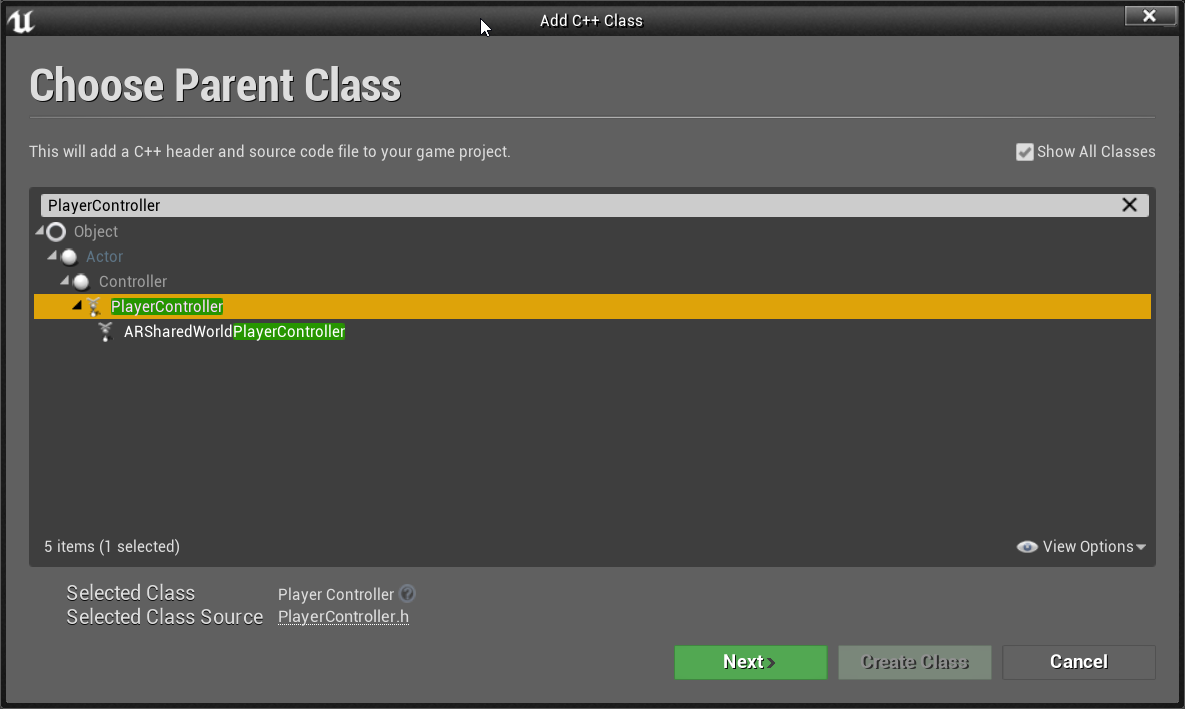 Add C++ Class
Choose Parent Class
This will add a C++ header and source code file to your game project.
Show All Classes
PlayerController
Object
Actor
Controller
PlayerController
ARSharedWorldPlayerController
5 items (1 selected)
View Options
Selected Class
Player Controller
Selected Class Source
PlayerController.h
Next
Create Class
Cancel